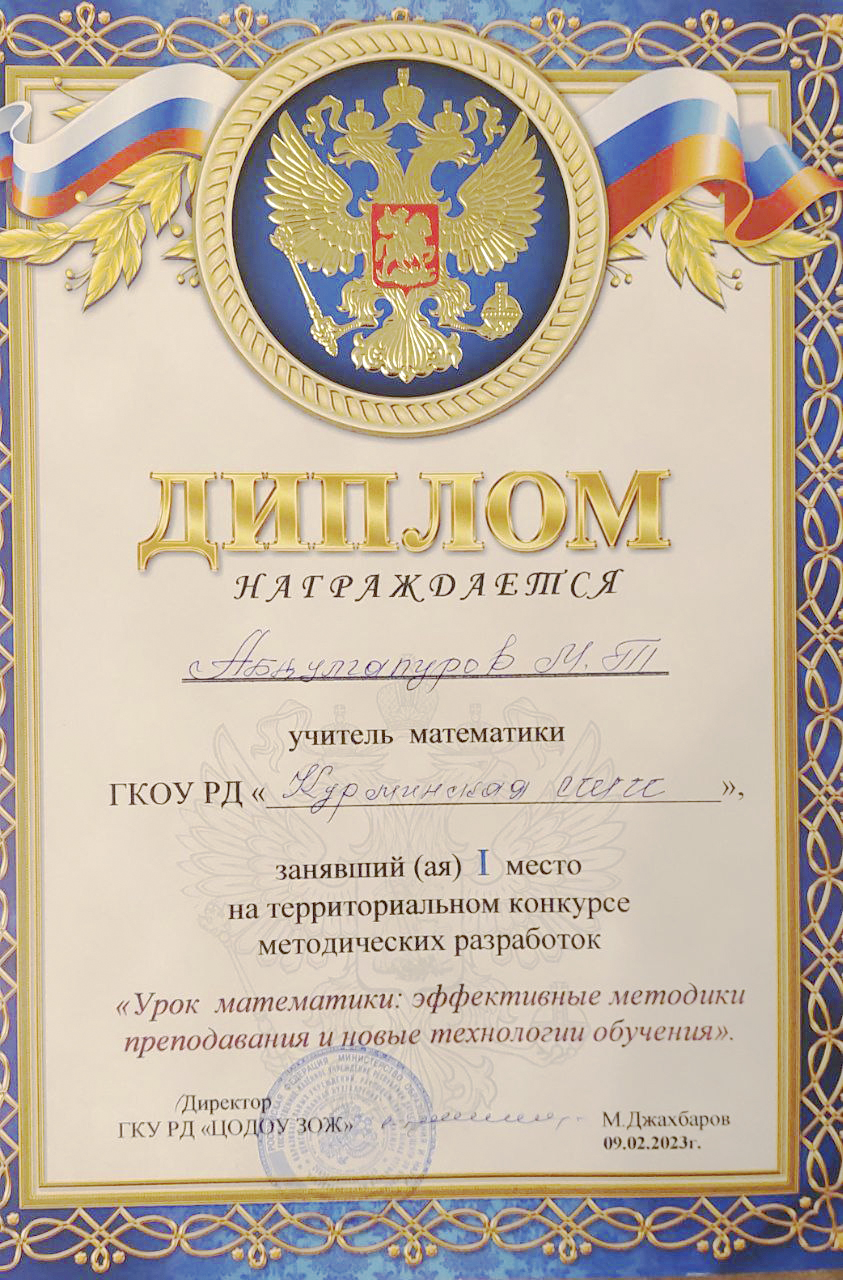 ДИПЛОМ
НАГРАЖДАЕТСЯ
Абдулгапуров М.Т
учитель математики
ГКОУ РД «Курминская сош»,
занявший (ая) I место
на территориальном конкурсе
методических разработок
«Урок математики: эффективные методики
преподавания и новые технологии обучения».
/Директор
ГКУ РД «ЦОДОУ ЗОЖ» М.Джахбаров
09.02.2023г.